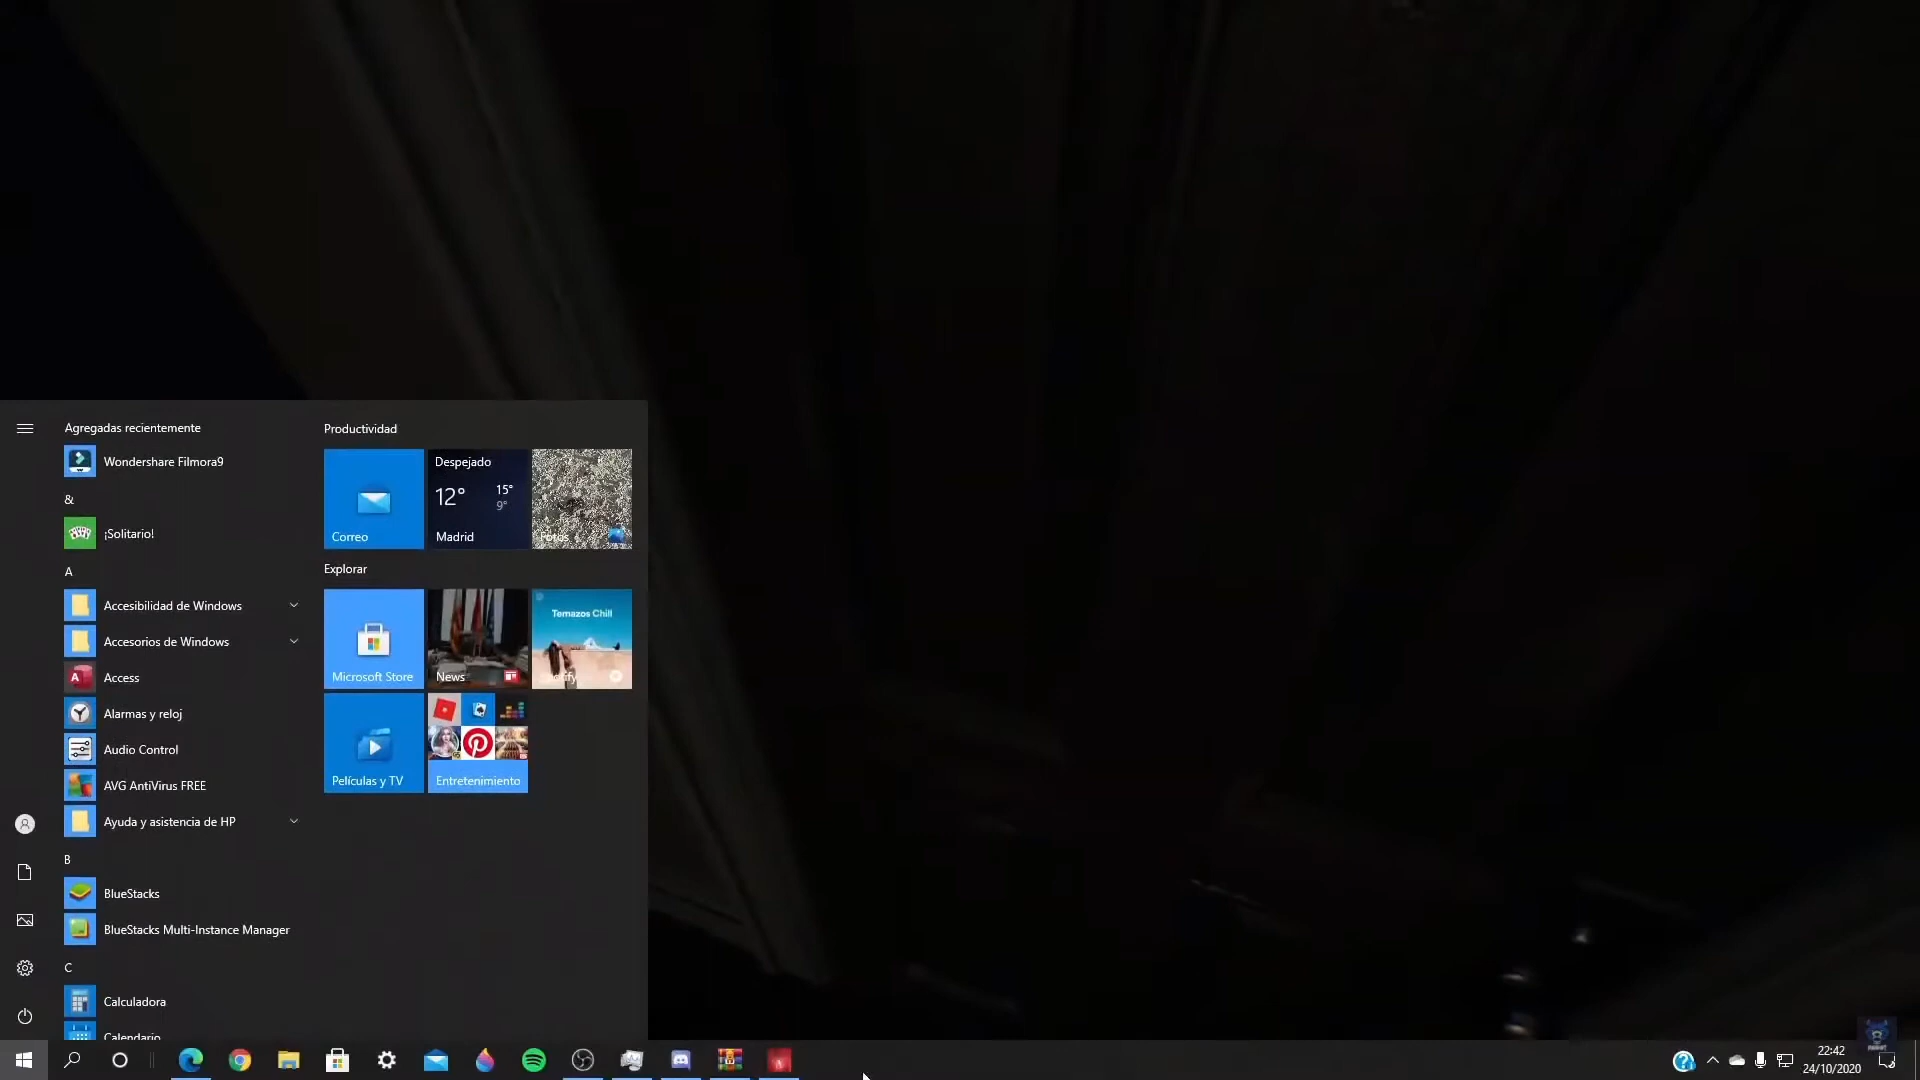 Agregadas recientemente
Wondershare Filmora9
&
¡Solitario!
A
Accesibilidad de Windows
Accesorios de Windows
Access
Alarmas y reloj
Audio Control
AVG AntiVirus FREE
Ayuda y asistencia de HP
B
BlueStacks
BlueStacks Multi-Instance Manager
C
Calculadora
Calendario
Productividad
Correo
Despejado
12°
15°
9°
Madrid
Fotos
Explorar
Microsoft Store
News
Temazos Chill
Spotify
Películas y TV
Entretenimiento
22:42
24/10/2020